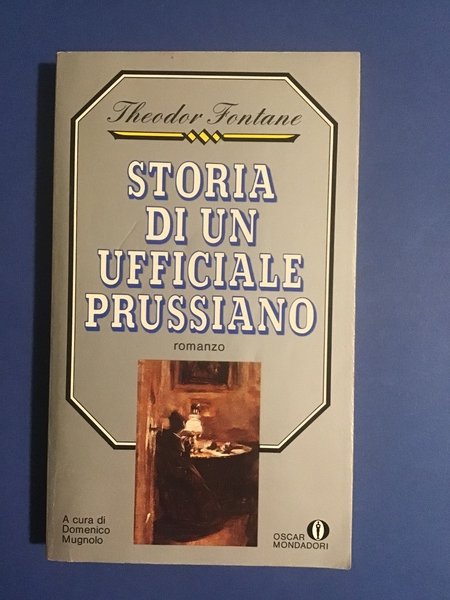 Theodor Fontane
STORIA
DI UN
UFFICIALE
PRUSSIANO
romanzo
A cura di
Domenico
Mugnolo
OSCAR
MONDADORI